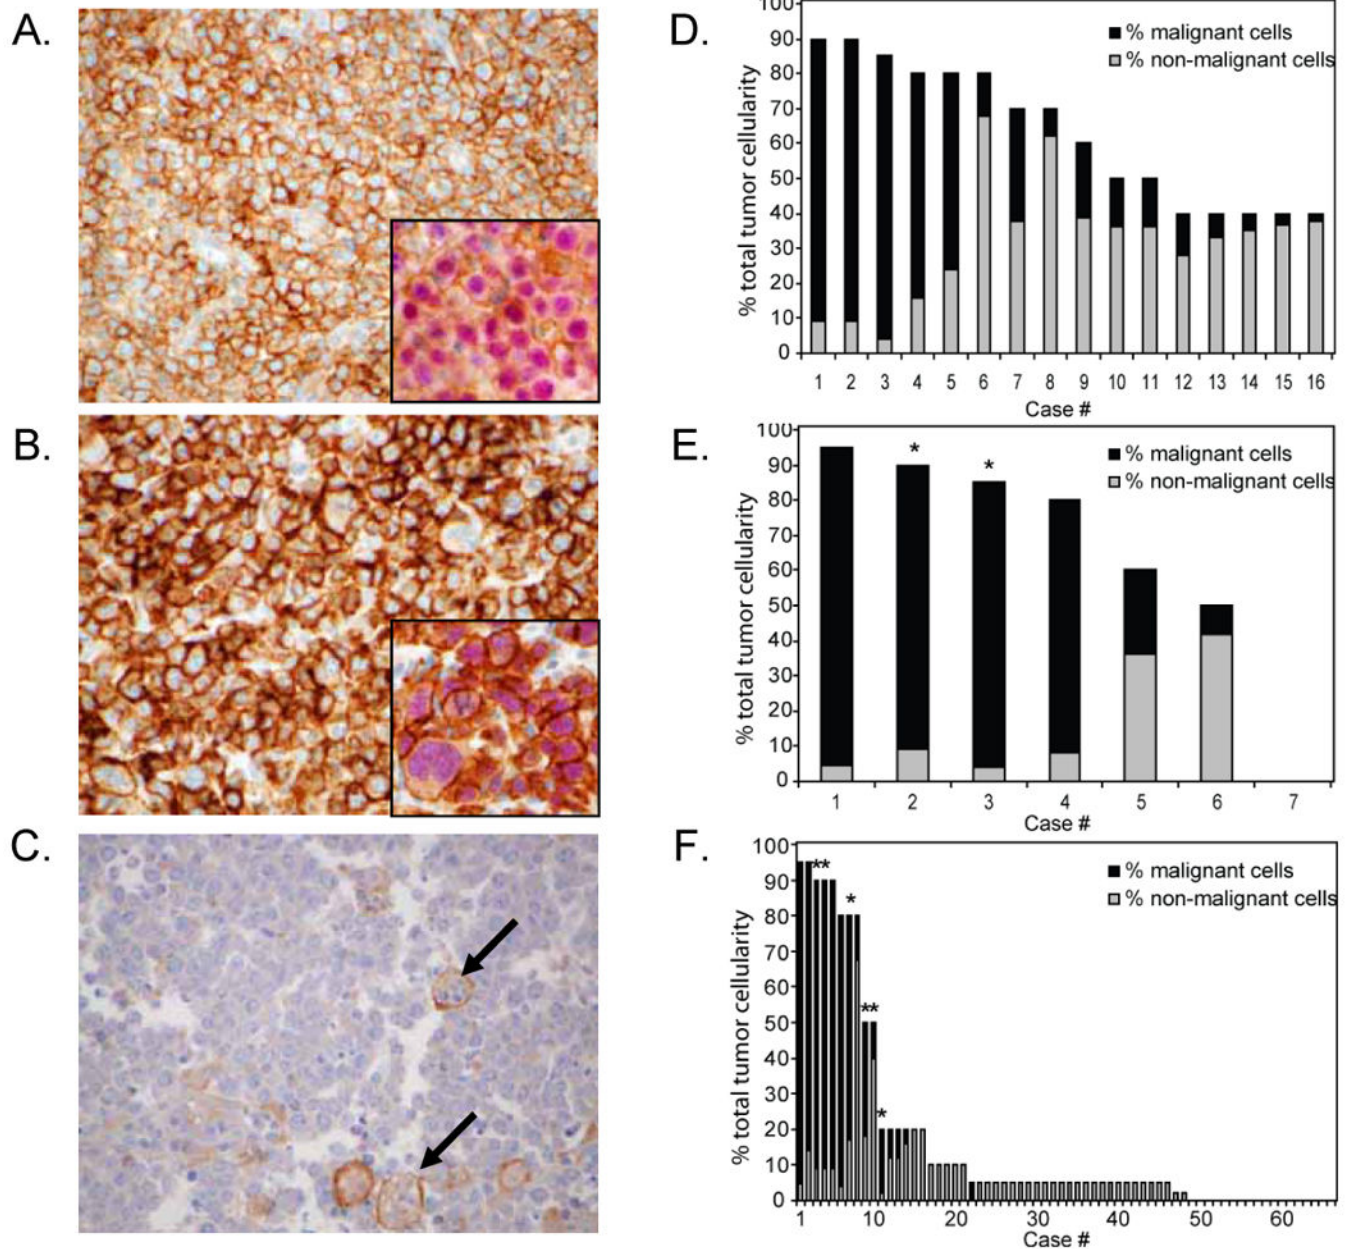 A.
D.
100
90
80
70
60
50
40
30
20
10
0
% total tumor cellularity
% malignant cells
% non-malignant cells
1 2 3 4 5 6 7 8 9 10 11 12 13 14 15 16
Case #
B.
E.
100
90
80
70
60
50
40
30
20
10
0
% total tumor cellularity
* *
% malignant cells
% non-malignant cells
1 2 3 4 5 6 7
Case #
C.
F.
100
90
80
70
60
50
40
30
20
10
0
% total tumor cellularity
**
*
**
*
% malignant cells
% non-malignant cells
1 10 20 30 40 50 60
Case #